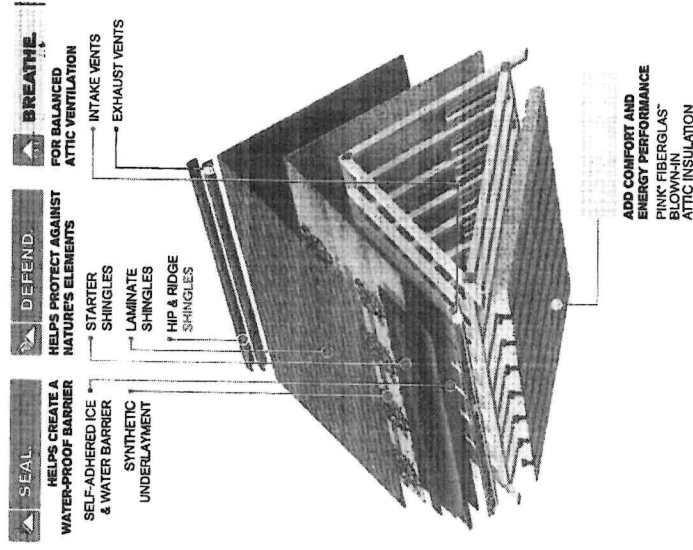 SEAL.
HELPS CREATE A
WATER-PROOF BARRIER
SELF-ADHERED ICE
& WATER BARRIER
SYNTHETIC
UNDERLAYMENT
DEFEND.
HELPS PROTECT AGAINST
NATURE'S ELEMENTS
STARTER
SHINGLES
LAMINATE
SHINGLES
HIP & RIDGE
SHINGLES
BREATHE.
FOR BALANCED
ATTIC VENTILATION
INTAKE VENTS
EXHAUST VENTS
ADD COMFORT AND
ENERGY PERFORMANCE
PINK® FIBERGLAS™
BLOWN-IN
ATTIC INSULATION